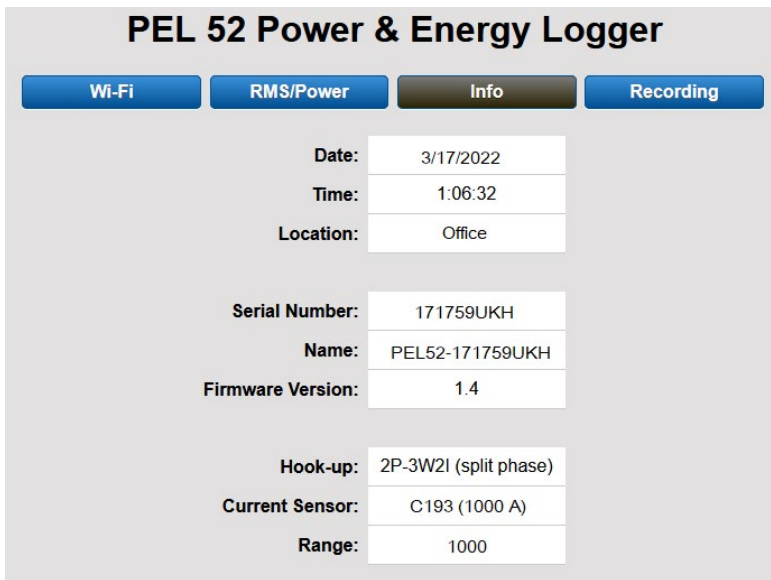 PEL 52 Power & Energy Logger
Wi-Fi RMS/Power Info Recording
Date: 3/17/2022
Time: 1:06:32
Location: Office
Serial Number: 171759UKH
Name: PEL52-171759UKH
Firmware Version: 1.4
Hook-up: 2P-3W2I (split phase)
Current Sensor: C193 (1000 A)
Range: 1000